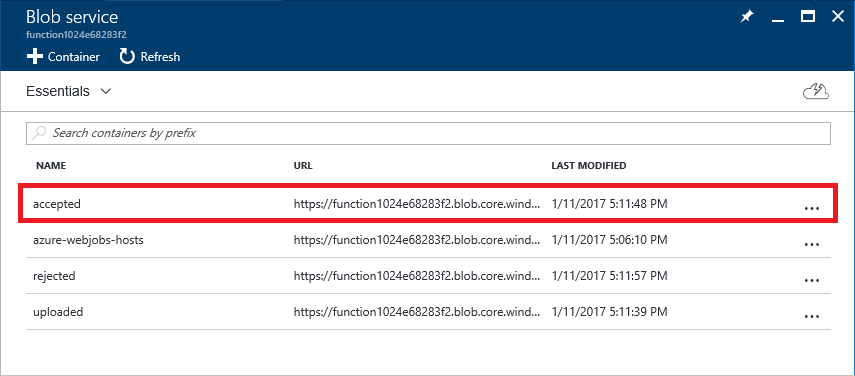 Blob service
function1024e68283f2
Container Refresh
Essentials
Search containers by prefix
NAME URL LAST MODIFIED
accepted https://function1024e68283f2.blob.core.wind... 1/11/2017 5:11:48 PM ...
azure-webjobs-hosts https://function1024e68283f2.blob.core.wind... 1/11/2017 5:06:10 PM ...
rejected https://function1024e68283f2.blob.core.wind... 1/11/2017 5:11:57 PM ...
uploaded https://function1024e68283f2.blob.core.wind... 1/11/2017 5:11:39 PM ...